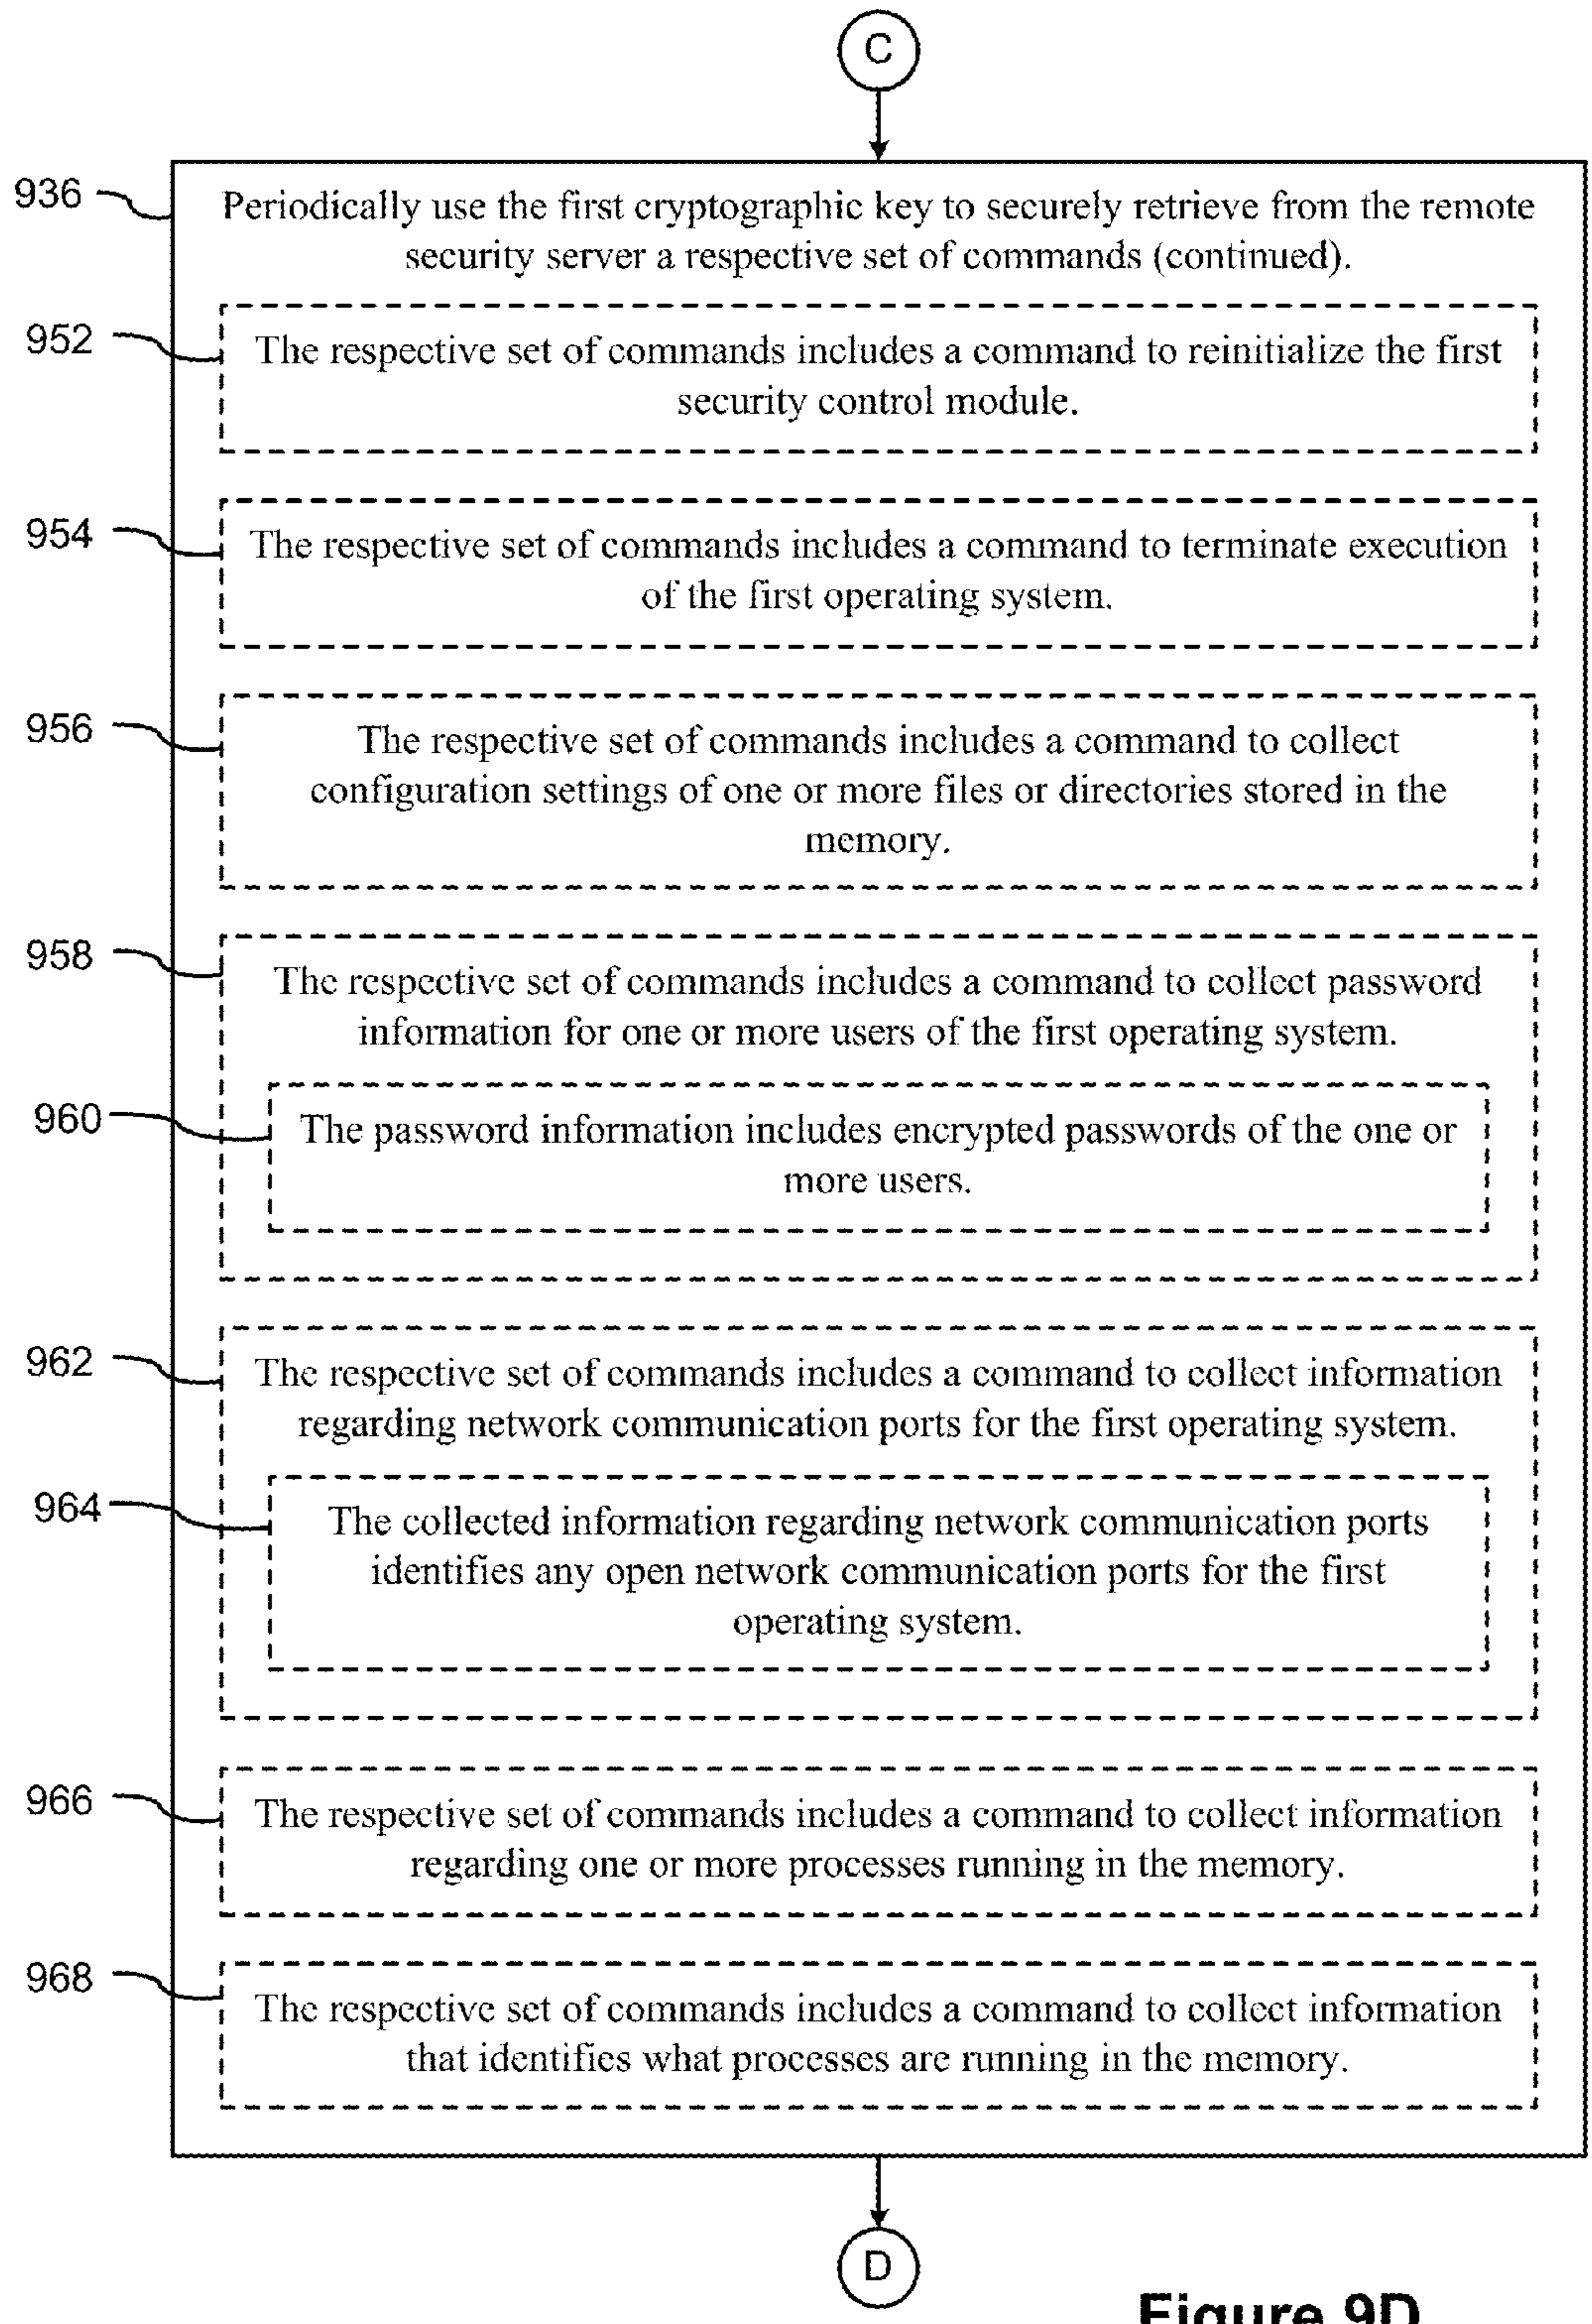 C
936
Periodically use the first cryptographic key to securely retrieve from the remote
security server a respective set of commands (continued).
952
The respective set of commands includes a command to reinitialize the first
security control module.
954
The respective set of commands includes a command to terminate execution
of the first operating system.
956
The respective set of commands includes a command to collect
configuration settings of one or more files or directories stored in the
memory.
958
The respective set of commands includes a command to collect password
information for one or more users of the first operating system.
960
The password information includes encrypted passwords of the one or
more users.
962
The respective set of commands includes a command to collect information
regarding network communication ports for the first operating system.
964
The collected information regarding network communication ports
identifies any open network communication ports for the first
operating system.
966
The respective set of commands includes a command to collect information
regarding one or more processes running in the memory.
968
The respective set of commands includes a command to collect information
that identifies what processes are running in the memory.
D
Figure 9D